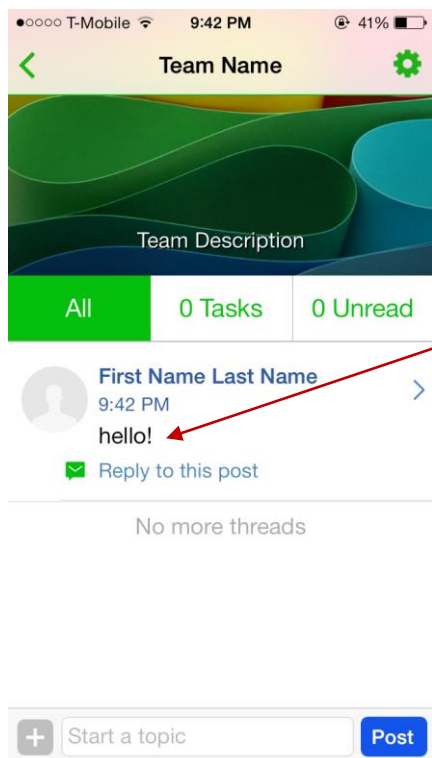 T-Mobile 9:42 PM 41%
Team Name
Team Description
All 0 Tasks 0 Unread
First Name Last Name
9:42 PM
hello!
Reply to this post
No more threads
Start a topic Post